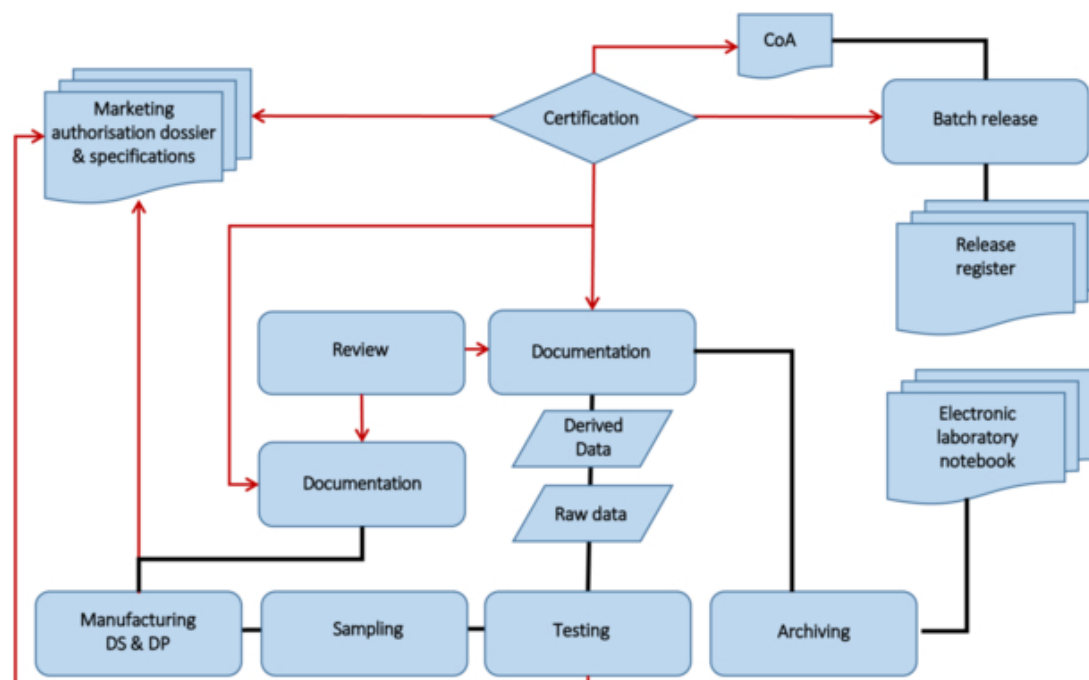 CoA
Marketing
authorisation dossier
& specifications
Certification
Batch release
Release
register
Review
Documentation
Electronic
laboratory
notebook
Derived
Data
Documentation
Raw data
Manufacturing
DS & DP
Sampling
Testing
Archiving